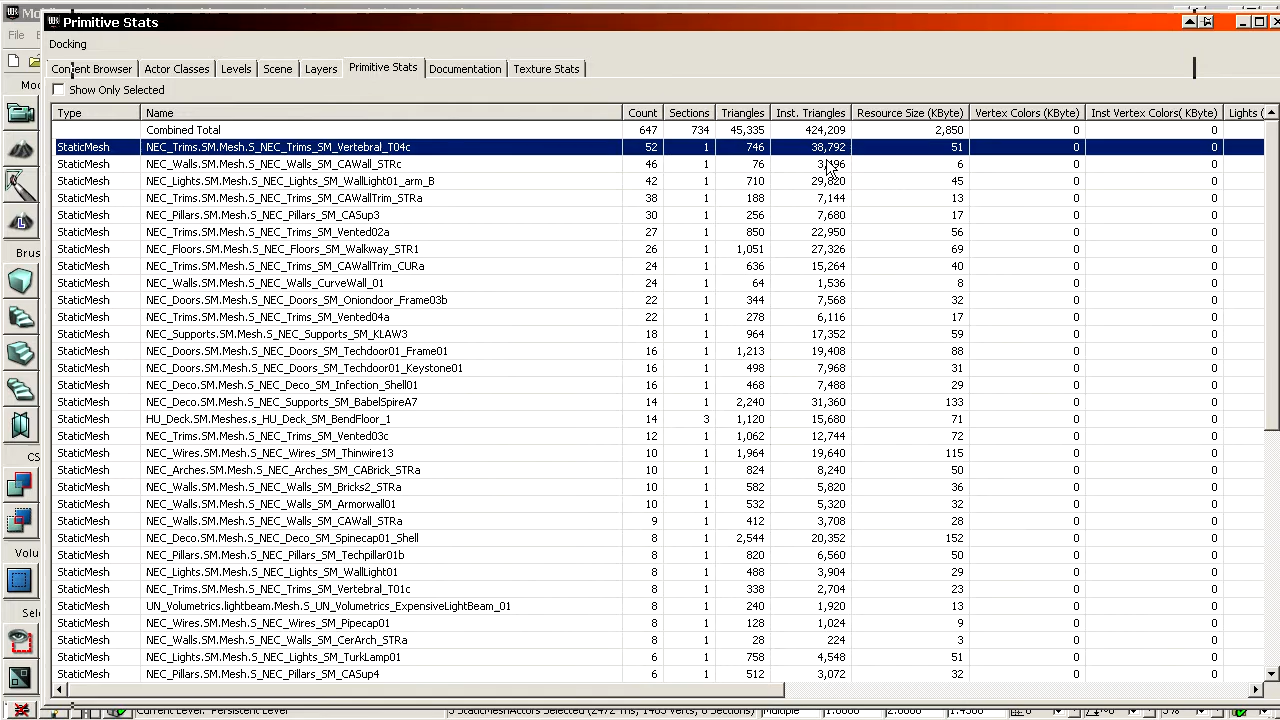 Primitive Stats
File
Docking
Content Browser Actor Classes Levels Scene Layers Primitive Stats Documentation Texture Stats
Show Only Selected
Type Name Count Sections Triangles Inst. Triangles Resource Size (KByte) Vertex Colors (KByte) Inst Vertex Colors( KByte) Lights (
Combined Total 647 734 45,335 424,209 2,850 0 0
StaticMesh NEC_Trims.SM.Mesh.S_NEC_Trims_SM_Vertebral_T04c 52 1 746 38,792 51 0 0
StaticMesh NEC_Walls.SM.Mesh.S_NEC_Walls_SM_CAWall_STRc 46 1 76 3,496 6 0 0
StaticMesh NEC_Lights.SM.Mesh.S_NEC_Lights_SM_WallLight01_arm_B 42 1 710 29,820 45 0 0
StaticMesh NEC_Trims.SM.Mesh.S_NEC_Trims_SM_CAWallTrim_STRa 38 1 188 7,144 13 0 0
StaticMesh NEC_Pillars.SM.Mesh.S_NEC_Pillars_SM_CASup3 30 1 256 7,680 17 0 0
StaticMesh NEC_Trims.SM.Mesh.S_NEC_Trims_SM_Vented02a 27 1 850 22,950 56 0 0
StaticMesh NEC_Floors.SM.Mesh.S_NEC_Floors_SM_Walkway_STR1 26 1 1,051 27,326 69 0 0
StaticMesh NEC_Trims.SM.Mesh.S_NEC_Trims_SM_CAWallTrim_CURa 24 1 636 15,264 40 0 0
StaticMesh NEC_Walls.SM.Mesh.S_NEC_Walls_CurveWall_01 24 1 64 1,536 8 0 0
StaticMesh NEC_Doors.SM.Mesh.S_NEC_Doors_SM_Oniondoor_Frame03b 22 1 344 7,568 32 0 0
StaticMesh NEC_Trims.SM.Mesh.S_NEC_Trims_SM_Vented04a 22 1 278 6,116 17 0 0
StaticMesh NEC_Supports.SM.Mesh.S_NEC_Supports_SM_KLAW3 18 1 964 17,352 59 0 0
StaticMesh NEC_Doors.SM.Mesh.S_NEC_Doors_SM_Techdoor01_Frame01 16 1 1,213 19,408 88 0 0
StaticMesh NEC_Doors.SM.Mesh.S_NEC_Doors_SM_Techdoor01_Keystone01 16 1 498 7,968 31 0 0
StaticMesh NEC_Deco.SM.Mesh.S_NEC_Deco_SM_Infection_Shell01 16 1 468 7,488 29 0 0
StaticMesh NEC_Deco.SM.Mesh.S_NEC_Supports_SM_BabelSpireA7 14 1 2,240 31,360 133 0 0
StaticMesh HU_Deck.SM.Meshes.s_HU_Deck_SM_BendFloor_1 14 3 1,120 15,680 71 0 0
StaticMesh NEC_Trims.SM.Mesh.S_NEC_Trims_SM_Vented03c 12 1 1,062 12,744 72 0 0
StaticMesh NEC_Wires.SM.Mesh.S_NEC_Wires_SM_Thinwire13 10 1 1,964 19,640 115 0 0
StaticMesh NEC_Arches.SM.Mesh.S_NEC_Arches_SM_CABrick_STRa 10 1 824 8,240 50 0 0
StaticMesh NEC_Walls.SM.Mesh.S_NEC_Walls_SM_Bricks2_STRa 10 1 582 5,820 36 0 0
StaticMesh NEC_Walls.SM.Mesh.S_NEC_Walls_SM_Armorwall01 10 1 532 5,320 32 0 0
StaticMesh NEC_Walls.SM.Mesh.S_NEC_Walls_SM_CAWall_STRa 9 1 412 3,708 28 0 0
StaticMesh NEC_Deco.SM.Mesh.S_NEC_Deco_SM_Spinecap01_Shell 8 1 2,544 20,352 152 0 0
StaticMesh NEC_Pillars.SM.Mesh.S_NEC_Pillars_SM_Techpillar01b 8 1 820 6,560 50 0 0
StaticMesh NEC_Lights.SM.Mesh.S_NEC_Lights_SM_WallLight01 8 1 488 3,904 29 0 0
StaticMesh NEC_Trims.SM.Mesh.S_NEC_Trims_SM_Vertebral_T01c 8 1 338 2,704 23 0 0
StaticMesh UN_Volumetrics.lightbeam.Mesh.S_UN_Volumetrics_ExpensiveLightBeam_01 8 1 240 1,920 13 0 0
StaticMesh NEC_Wires.SM.Mesh.S_NEC_Wires_SM_Pipecap01 8 1 128 1,024 9 0 0
StaticMesh NEC_Walls.SM.Mesh.S_NEC_Walls_SM_CerArch_STRa 8 1 28 224 3 0 0
StaticMesh NEC_Lights.SM.Mesh.S_NEC_Lights_SM_TurkLamp01 6 1 758 4,548 51 0 0
StaticMesh NEC_Pillars.SM.Mesh.S_NEC_Pillars_SM_CASup4 6 1 512 3,072 32 0 0
Brus
CS
Volu